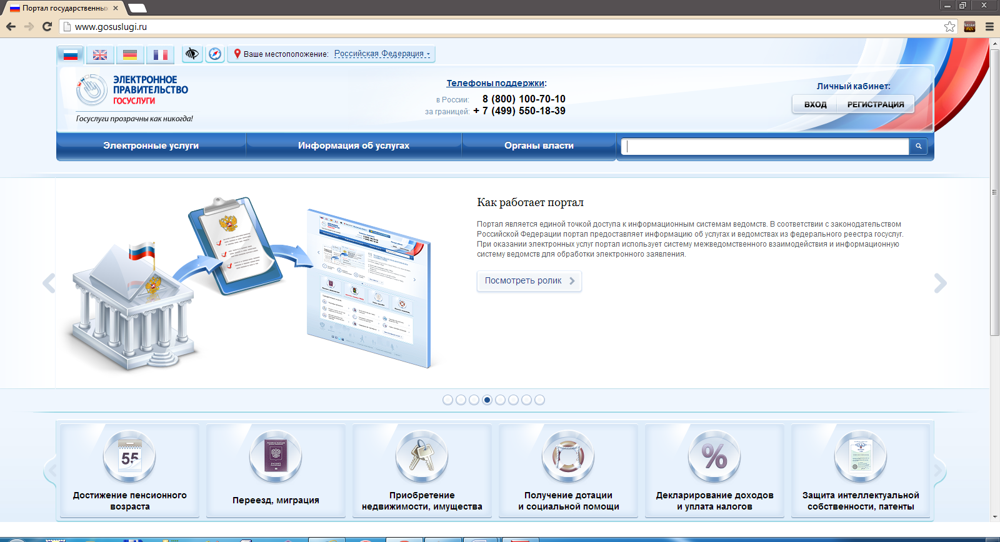 Портал государственных
www.gosuslugi.ru
Ваше местоположение: Российская Федерация
ЭЛЕКТРОННОЕ
ПРАВИТЕЛЬСТВО
ГОСУСЛУГИ
Госуслуги прозрачны как никогда!
Телефоны поддержки:
в России: 8 (800) 100-70-10
за границей: + 7 (499) 550-18-39
Личный кабинет:
ВХОД РЕГИСТРАЦИЯ
Электронные услуги Информация об услугах Органы власти
Как работает портал
Портал является единой точкой доступа к информационным системам ведомств. В соответствии с законодательством
Российской Федерации портал предоставляет информацию об услугах и ведомствах из федерального реестра госуслуг.
При оказании электронных услуг портал использует систему межведомственного взаимодействия и информационную
систему ведомств для обработки электронного заявления.
Посмотреть ролик
55
Достижение пенсионного
возраста
Переезд, миграция
Приобретение
недвижимости, имущества
Получение дотации
и социальной помощи
%
Декларирование доходов
и уплата налогов
Защита интеллектуальной
собственности, патенты